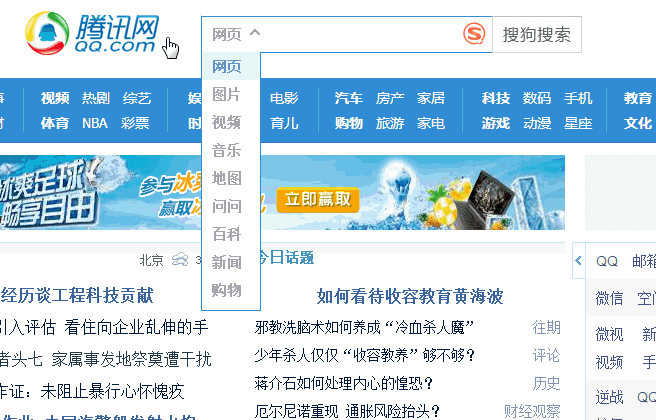 腾讯网
QQ.com
网页 搜狗搜索
网页
图片
视频
音乐
地图
问问
百科
新闻
购物
视频 热剧 综艺 电影 汽车 房产 家居 科技 数码 手机 教育
体育 NBA 彩票 育儿 购物 旅游 家电 游戏 动漫 星座 文化
冰爽足球
畅享自由
参与冰
赢取
立即赢取
北京
今日话题
QQ 邮箱
经历谈工程科技贡献
如何看待收容教育黄海波
微信 空
引入评估 看住向企业乱伸的手
邪教洗脑术如何养成“冷血杀人魔” 往期
微视 新
者头七 家属事发地祭奠遭干扰
少年杀人仅仅“收容教养”够不够? 评论
视频 手
作证：未阻止暴行心怀愧疚
蒋介石如何处理内心的惶恐? 历史
逆战 QQ
厄尔尼诺重现 通胀风险抬头? 财经观察